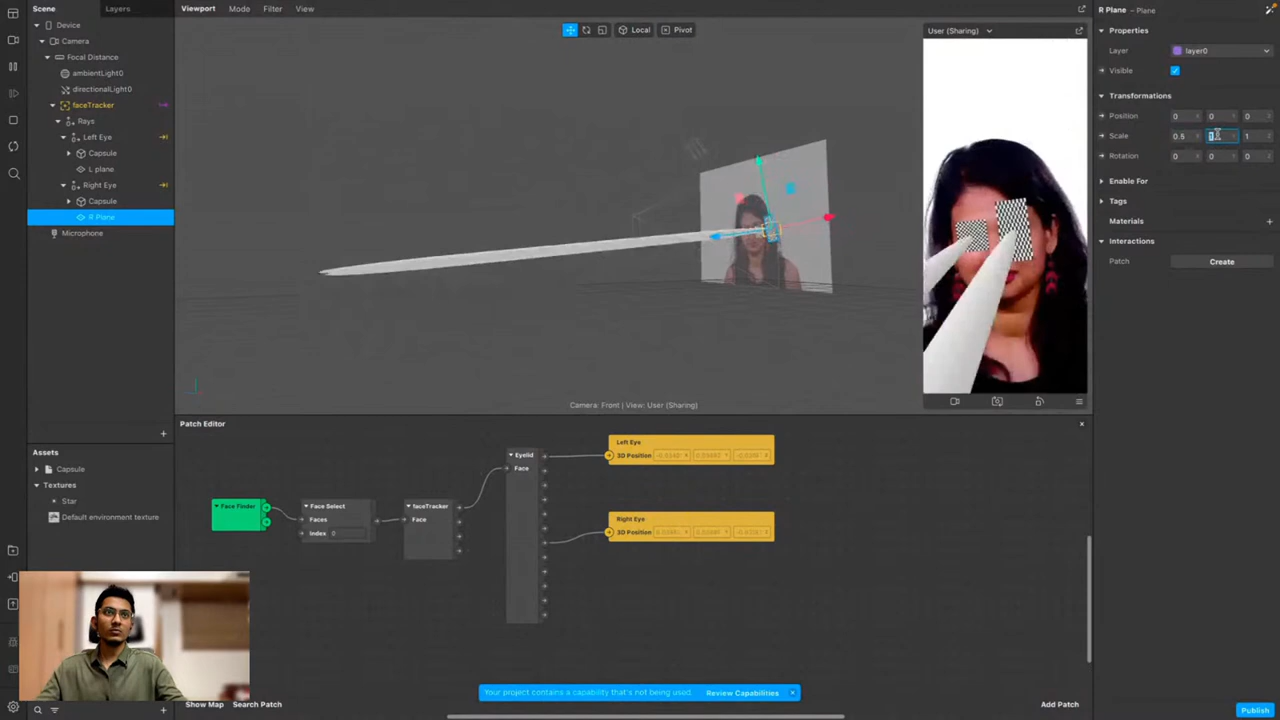 Scene Layers
Device
Camera
Focal Distance
ambientLight0
directionalLight0
faceTracker
Rays
Left Eye
Capsule
L plane
Right Eye
Capsule
R Plane
Microphone
Assets
Capsule
Textures
Star
Default environment texture
Viewport Mode Filter View
Local Pivot
User (Sharing)
Camera: Front | View: User (Sharing)
Patch Editor
Face Finder
Face Select
Faces
Index 0
faceTracker
Face
Eyelid
Face
Left Eye
3D Position
Right Eye
3D Position
Your project contains a capability that's not being used. Review Capabilities
Show Map Search Patch
Add Patch
R Plane – Plane
Properties
Layer layer0
Visible
Transformations
Position 0 0 0
Scale 0.5 1
Rotation 0 0 0
Enable For
Tags
Materials
Interactions
Patch Create
Publish